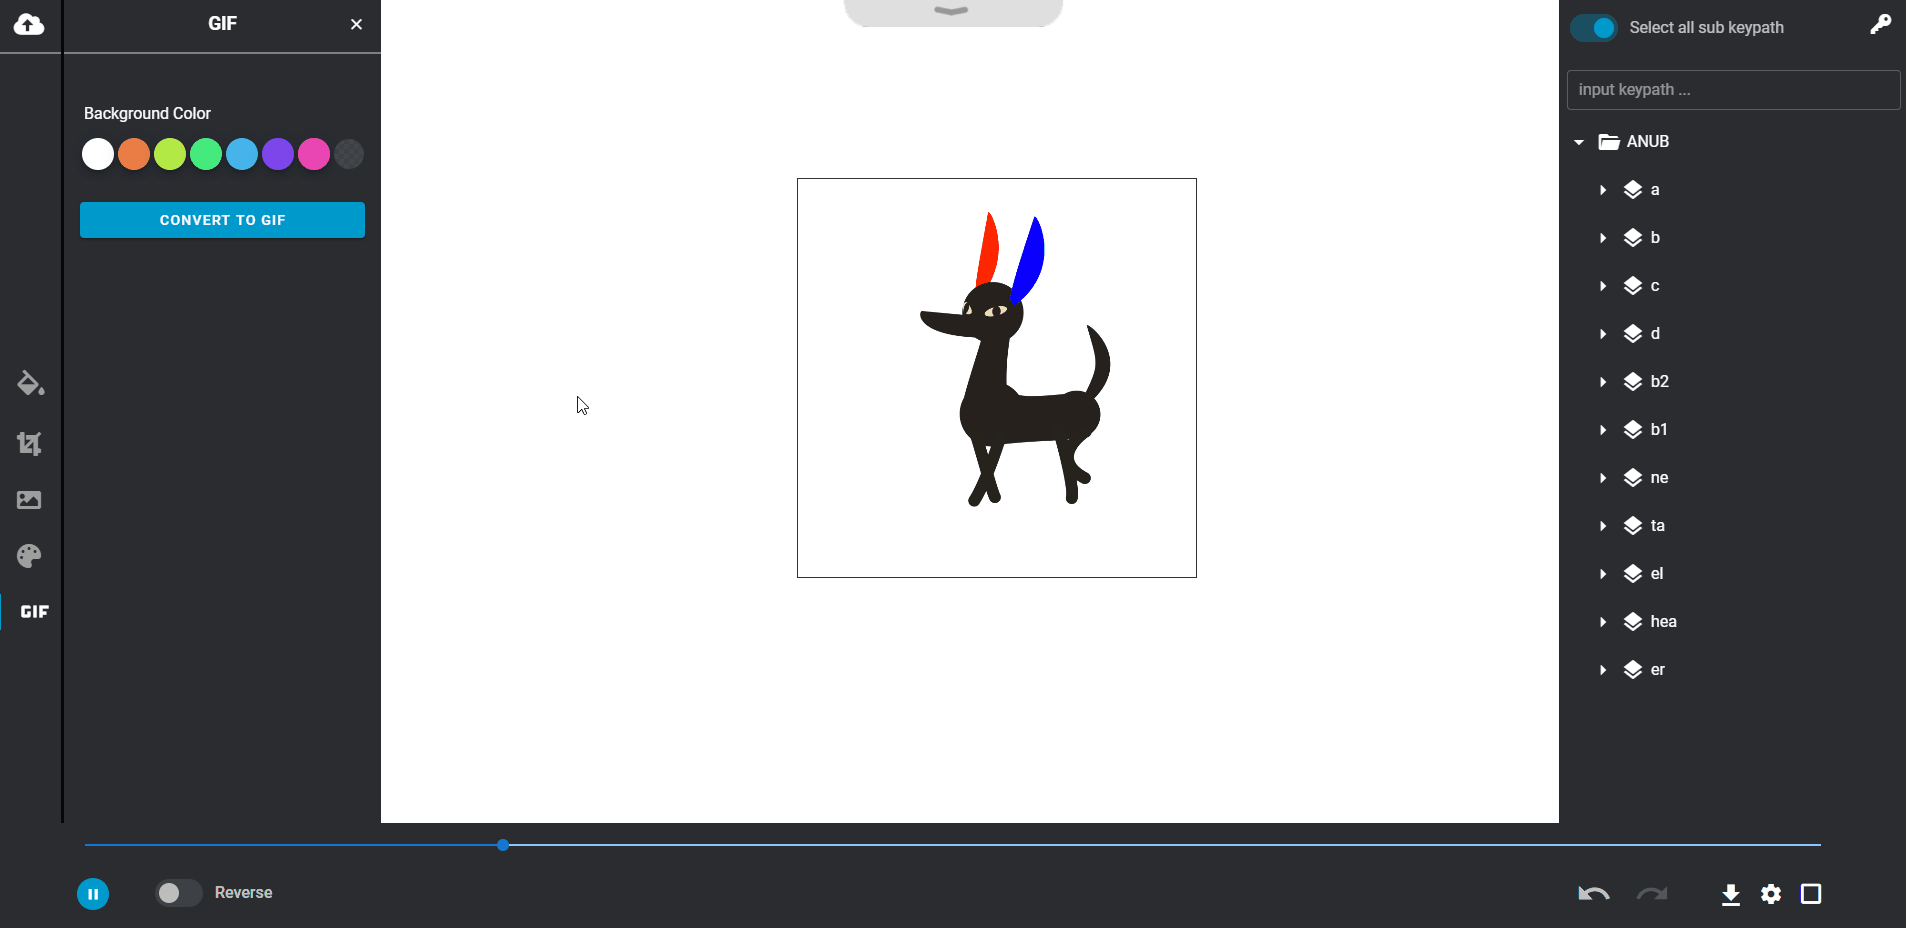 GIF
Background Color
CONVERT TO GIF
GIF
Select all sub keypath
input keypath ...
ANUB
a
b
c
d
b2
b1
ne
ta
el
hea
er
Reverse